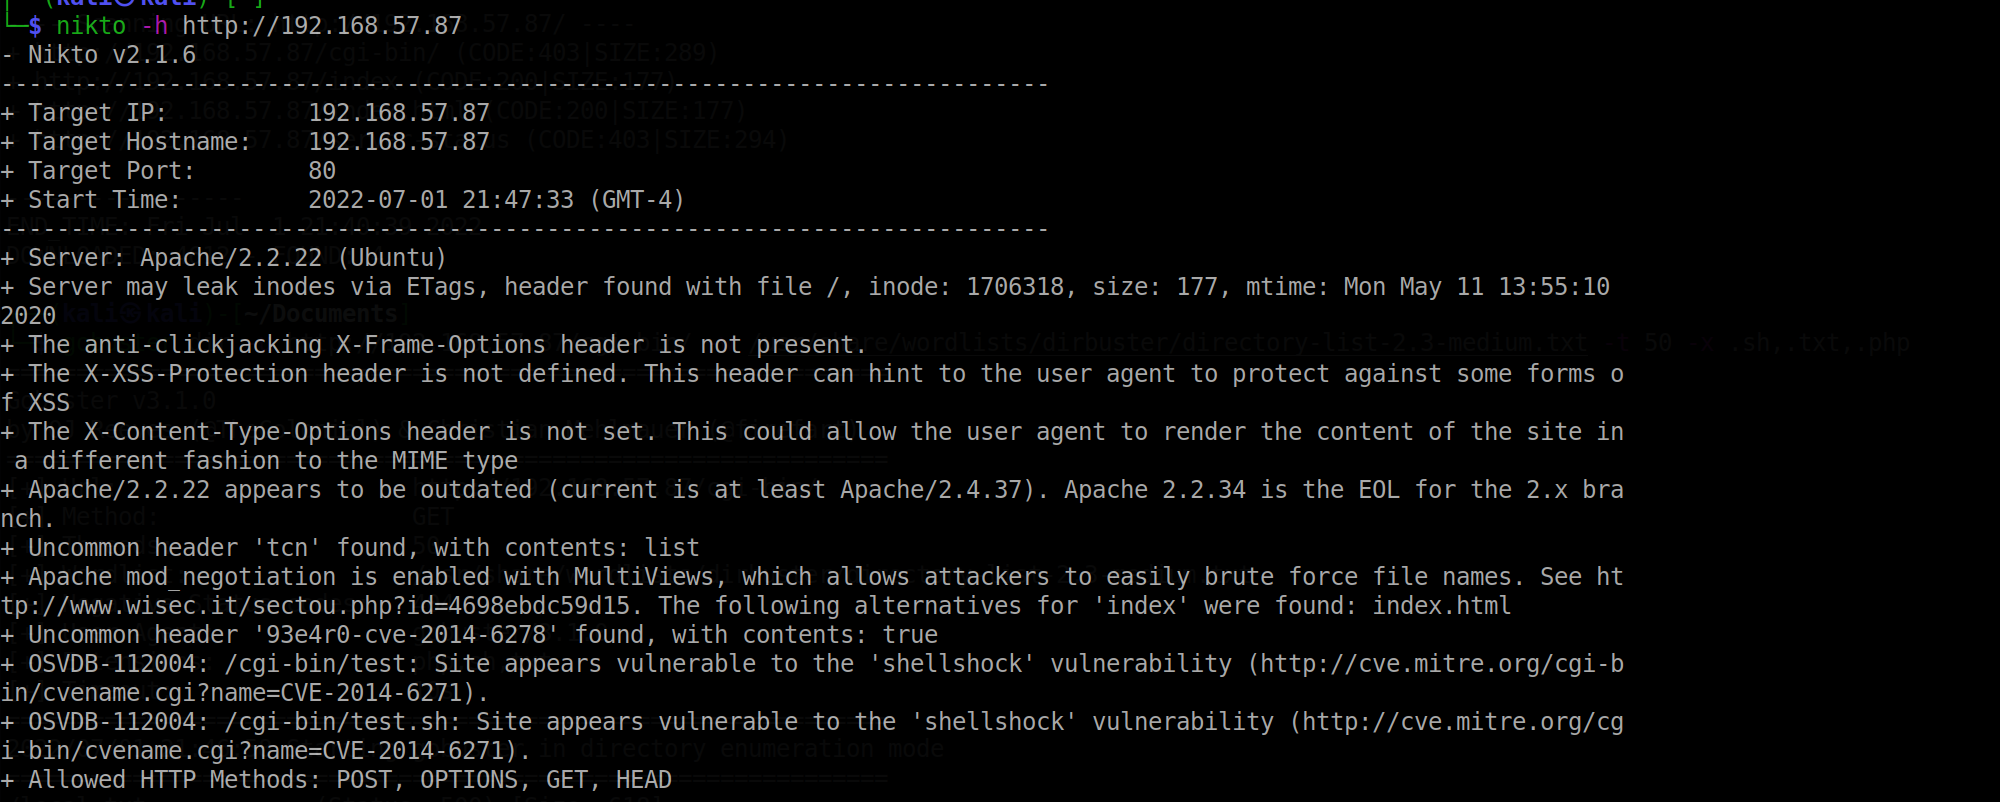 (kali㉿kali)-[~]
└─$ nikto -h http://192.168.57.87
- Nikto v2.1.6
---------------------------------------------------------------------------
+ Target IP:          192.168.57.87
+ Target Hostname:    192.168.57.87
+ Target Port:        80
+ Start Time:         2022-07-01 21:47:33 (GMT-4)
---------------------------------------------------------------------------
+ Server: Apache/2.2.22 (Ubuntu)
+ Server may leak inodes via ETags, header found with file /, inode: 1706318, size: 177, mtime: Mon May 11 13:55:10
2020
+ The anti-clickjacking X-Frame-Options header is not present.
+ The X-XSS-Protection header is not defined. This header can hint to the user agent to protect against some forms o
f XSS
+ The X-Content-Type-Options header is not set. This could allow the user agent to render the content of the site in
 a different fashion to the MIME type
+ Apache/2.2.22 appears to be outdated (current is at least Apache/2.4.37). Apache 2.2.34 is the EOL for the 2.x bra
nch.
+ Uncommon header 'tcn' found, with contents: list
+ Apache mod_negotiation is enabled with MultiViews, which allows attackers to easily brute force file names. See ht
tp://www.wisec.it/sectou.php?id=4698ebdc59d15. The following alternatives for 'index' were found: index.html
+ Uncommon header '93e4r0-cve-2014-6278' found, with contents: true
+ OSVDB-112004: /cgi-bin/test: Site appears vulnerable to the 'shellshock' vulnerability (http://cve.mitre.org/cgi-b
in/cvename.cgi?name=CVE-2014-6271).
+ OSVDB-112004: /cgi-bin/test.sh: Site appears vulnerable to the 'shellshock' vulnerability (http://cve.mitre.org/cg
i-bin/cvename.cgi?name=CVE-2014-6271).
+ Allowed HTTP Methods: POST, OPTIONS, GET, HEAD